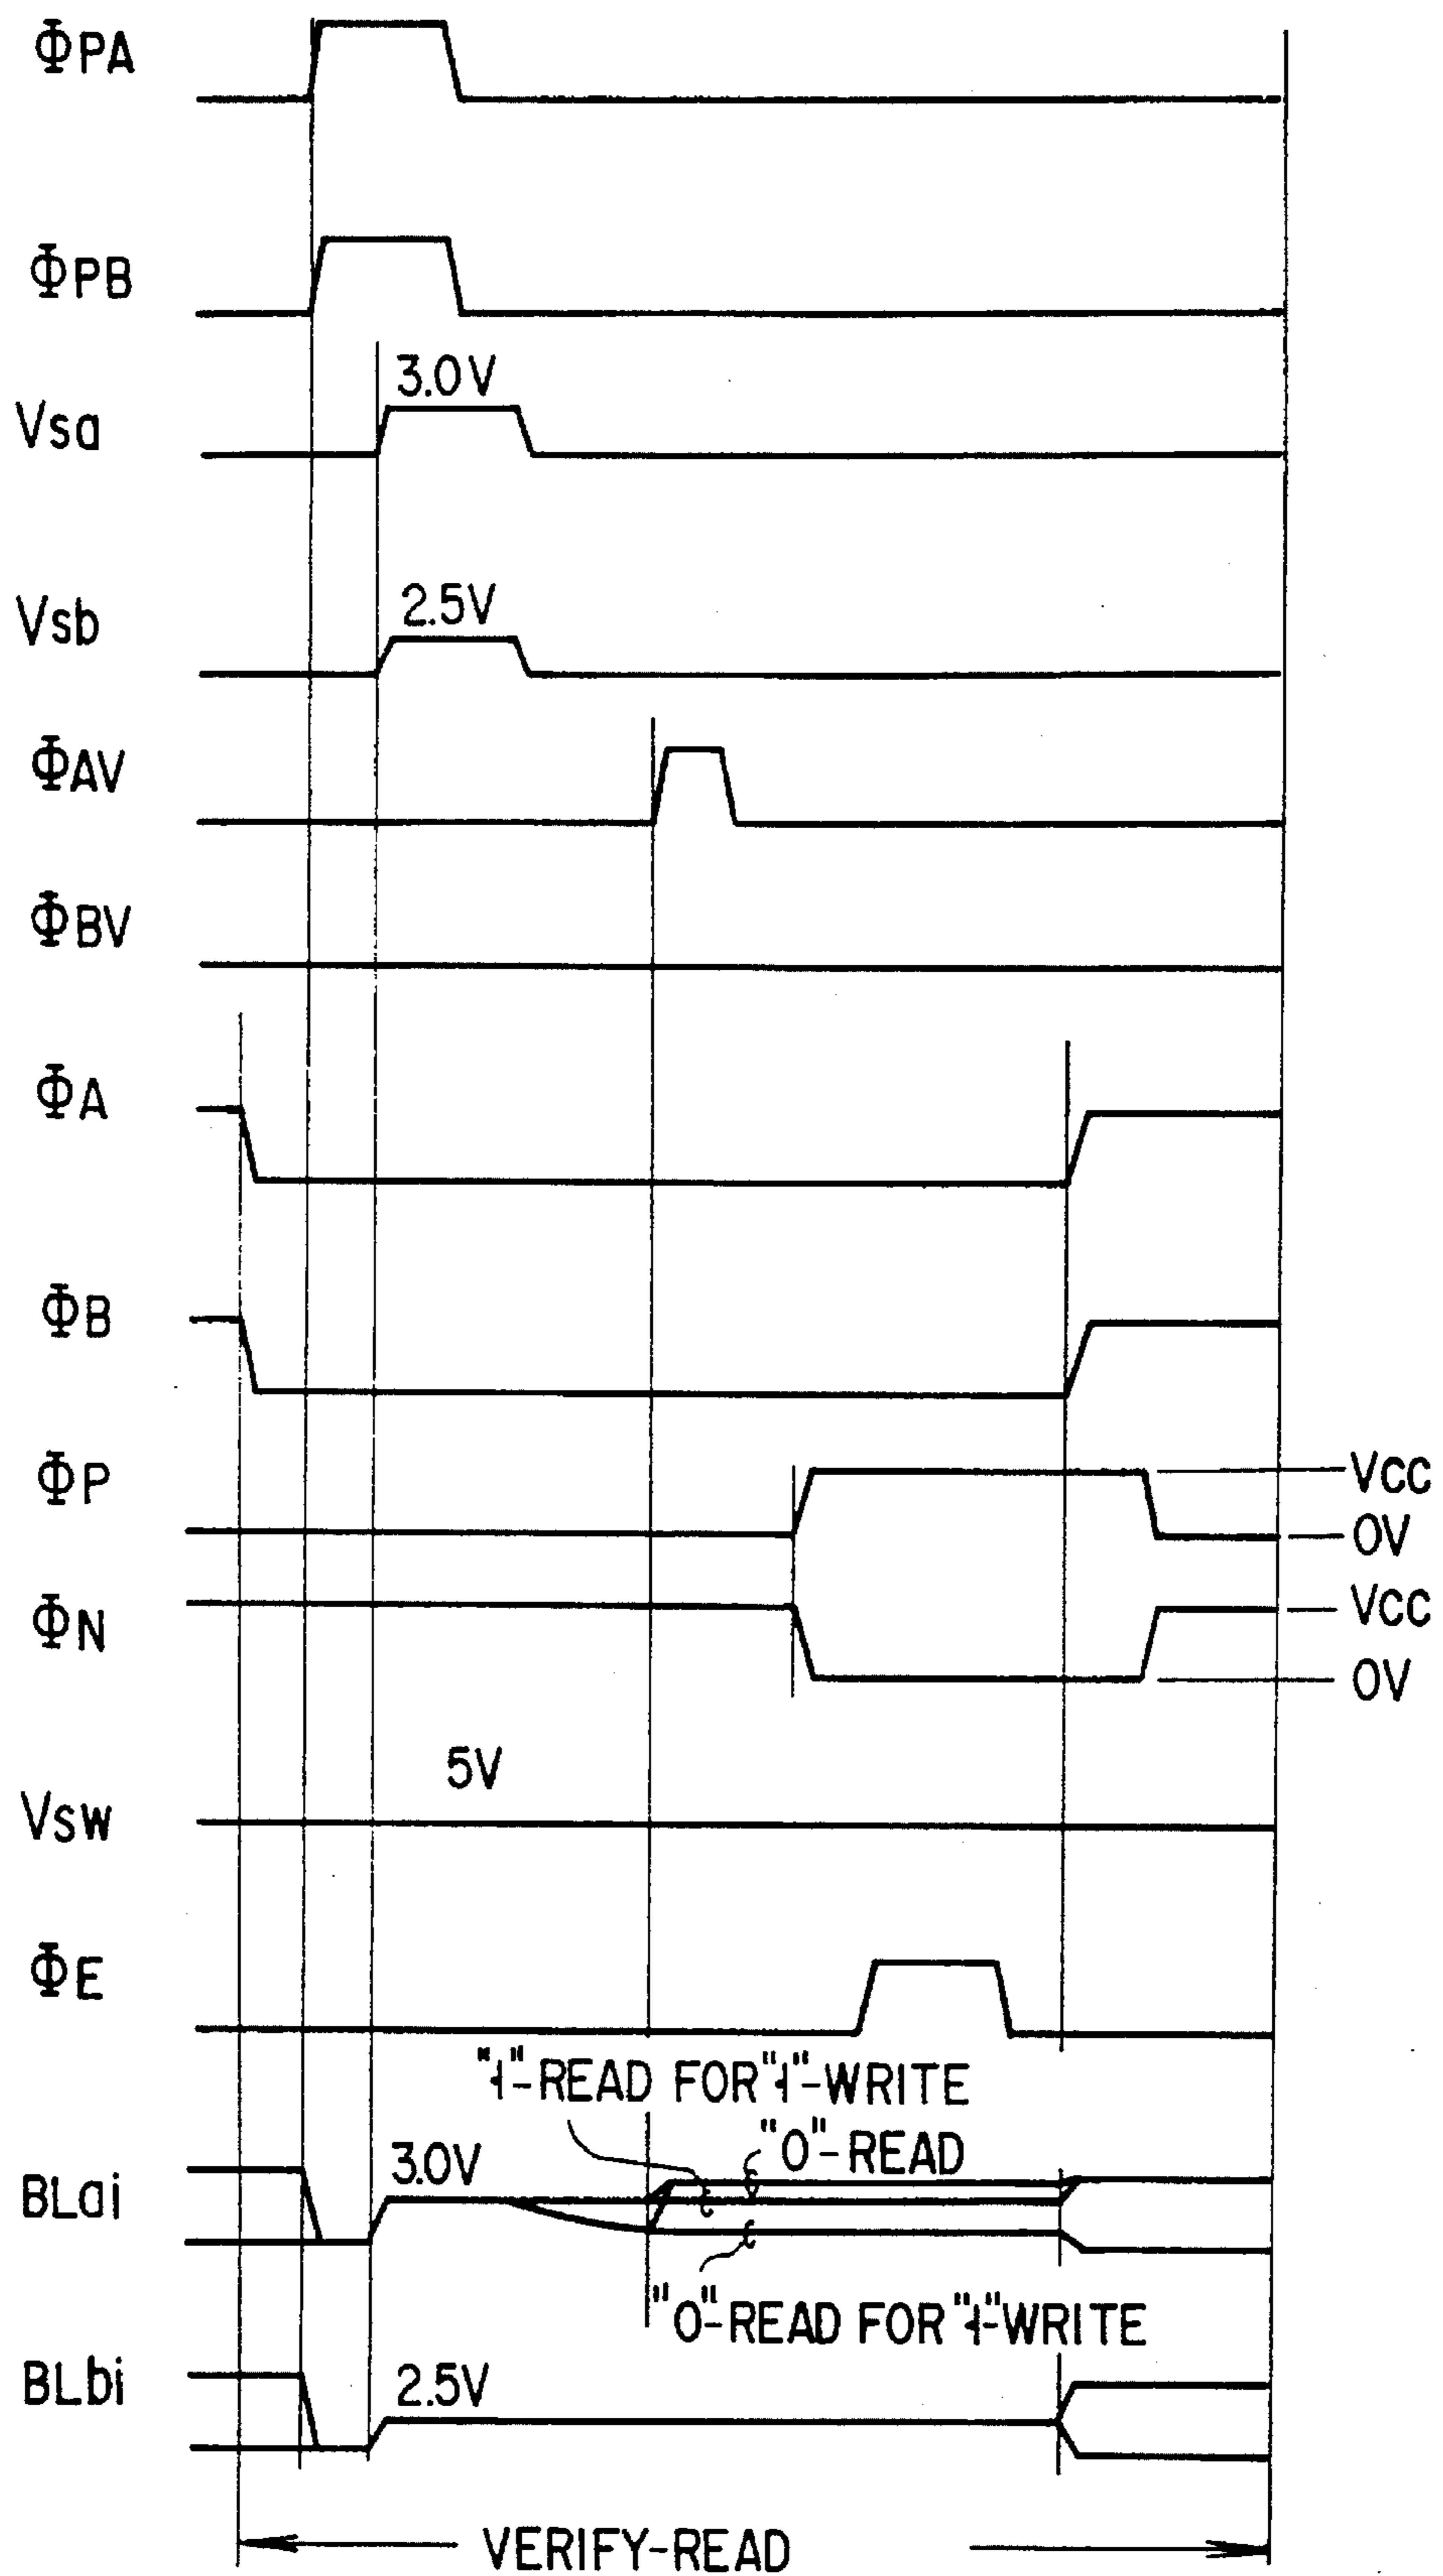 ΦPA
ΦPB
3.0V
Vsa
2.5V
Vsb
ΦAV
ΦBV
ΦA
ΦB
ΦP
VCC
0V
ΦN
VCC
0V
5V
VSW
ΦE
"1"-READ FOR "1"-WRITE
"0"-READ
3.0V
BLai
"0"-READ FOR "1"-WRITE
2.5V
BLbi
VERIFY-READ